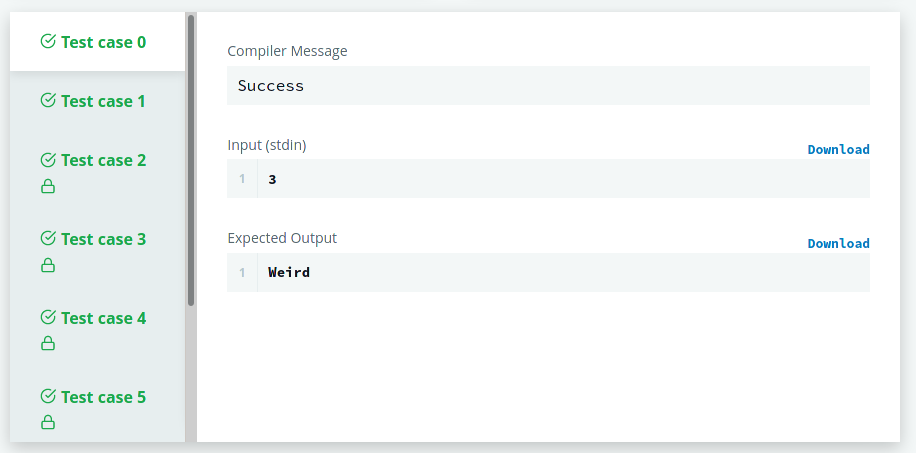 Test case 0
Test case 1
Test case 2
Test case 3
Test case 4
Test case 5
Compiler Message
Success
Input (stdin)
Download
1 3
Expected Output
Download
1 Weird